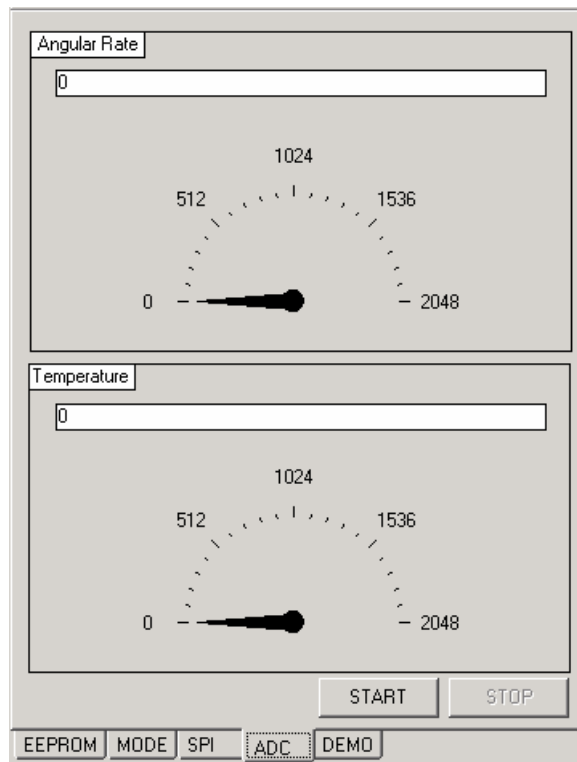 Angular Rate
0
1024
512 1536
0 2048
Temperature
0
1024
512 1536
0 2048
START STOP
EEPROM MODE SPI ADC DEMO